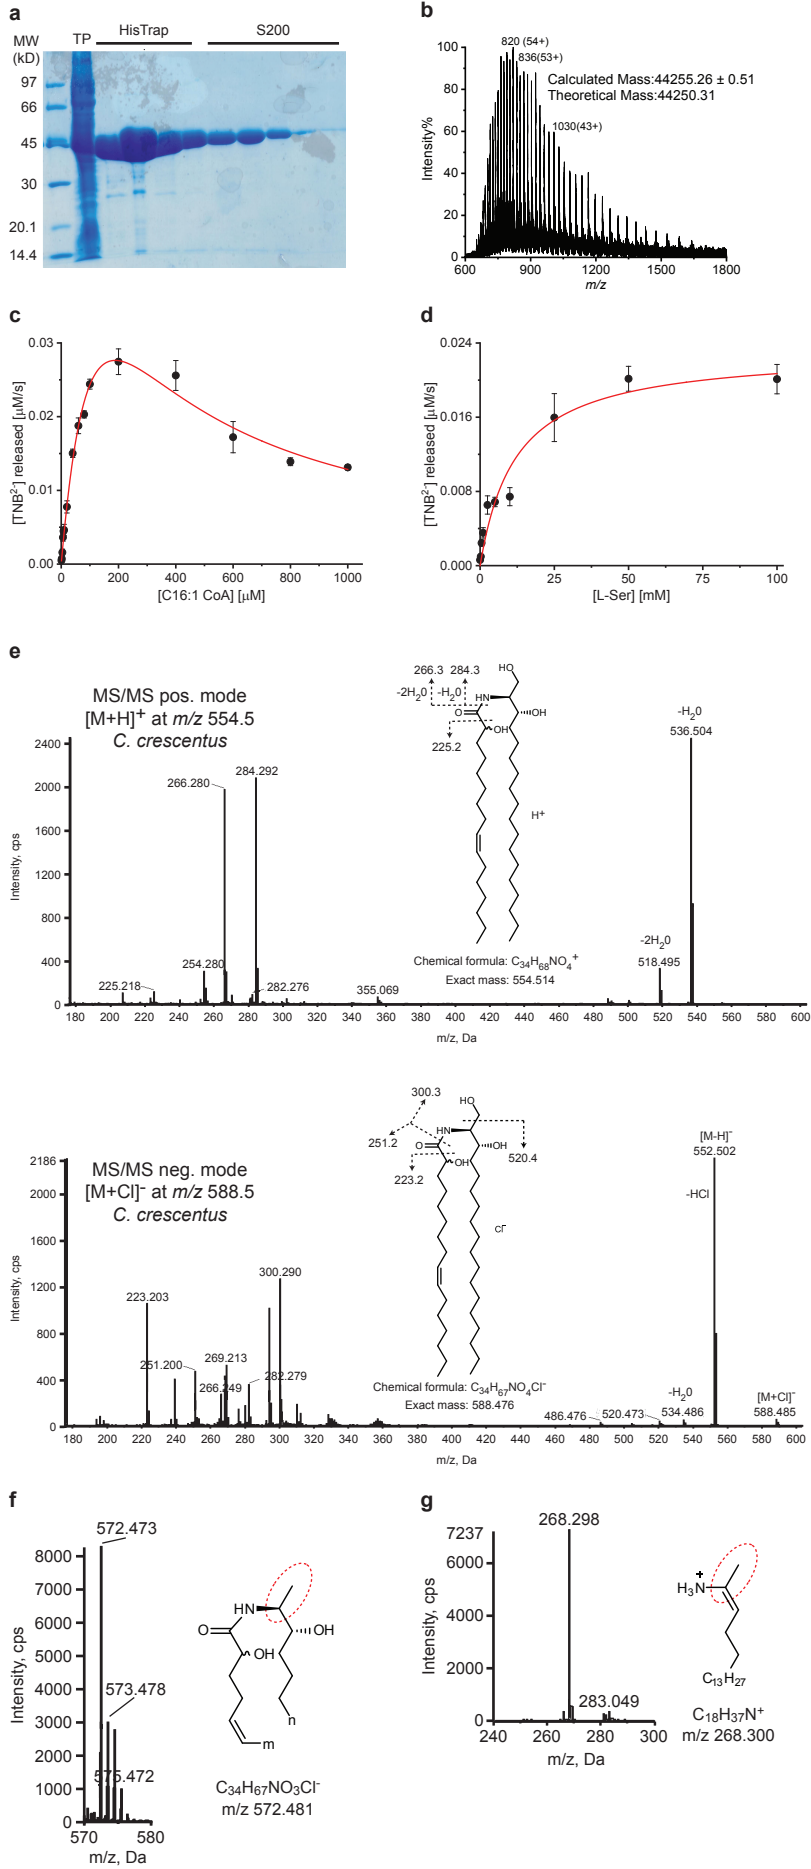 a
MW
(kD)
TP
HisTrap
S200
97
66
45
30
20.1
14.4
b
820 (54+)
836(53+)
Calculated Mass:44255.26 ± 0.51
Theoretical Mass:44250.31
1030(43+)
Intensity%
100
80
60
40
20
0
600 900 1200 1500 1800
m/z
c
[TNB²⁻] released [μM/s]
0.03
0.02
0.01
0.00
0 200 400 600 800 1000
[C16:1 CoA] [μM]
d
[TNB²⁻] released [μM/s]
0.024
0.016
0.008
0.000
0 25 50 75 100
[L-Ser] [mM]
e
MS/MS pos. mode
[M+H]⁺ at m/z 554.5
C. crescentus
Intensity, cps
2400
2000
1600
1200
800
400
0
266.280
284.292
254.280
225.218
282.276
355.069
-H₂0
536.504
-2H₂0
518.495
266.3 284.3
-2H₂0 -H₂0
HO
HN
O
OH
OH
225.2
H⁺
Chemical formula: C₃₄H₆₈NO₄⁺
Exact mass: 554.514
180 200 220 240 260 280 300 320 340 360 380 400 420 440 460 480 500 520 540 560 580 600
m/z, Da
MS/MS neg. mode
[M+Cl]⁻ at m/z 588.5
C. crescentus
Intensity, cps
2186
2000
1600
1200
800
400
0
223.203
251.200
269.213
266.249
300.290
282.279
300.3
251.2
223.2
520.4
HO
HN
O
OH
OH
Cl⁻
Chemical formula: C₃₄H₆₇NO₄Cl⁻
Exact mass: 588.476
[M-H]⁻
552.502
-HCl
486.476
520.473
-H₂0
534.486
[M+Cl]⁻
588.485
180 200 220 240 260 280 300 320 340 360 380 400 420 440 460 480 500 520 540 560 580 600
m/z, Da
f
572.473
573.478
575.472
Intensity, cps
8000
7000
6000
5000
4000
3000
2000
1000
0
570 580
m/z, Da
HN
O
OH
OH
n
m
C₃₄H₆₇NO₃Cl⁻
m/z 572.481
g
268.298
283.049
Intensity, cps
7237
6000
4000
2000
0
240 260 280 300
m/z, Da
+
H₃N
C₁₃H₂₇
C₁₈H₃₇N⁺
m/z 268.300